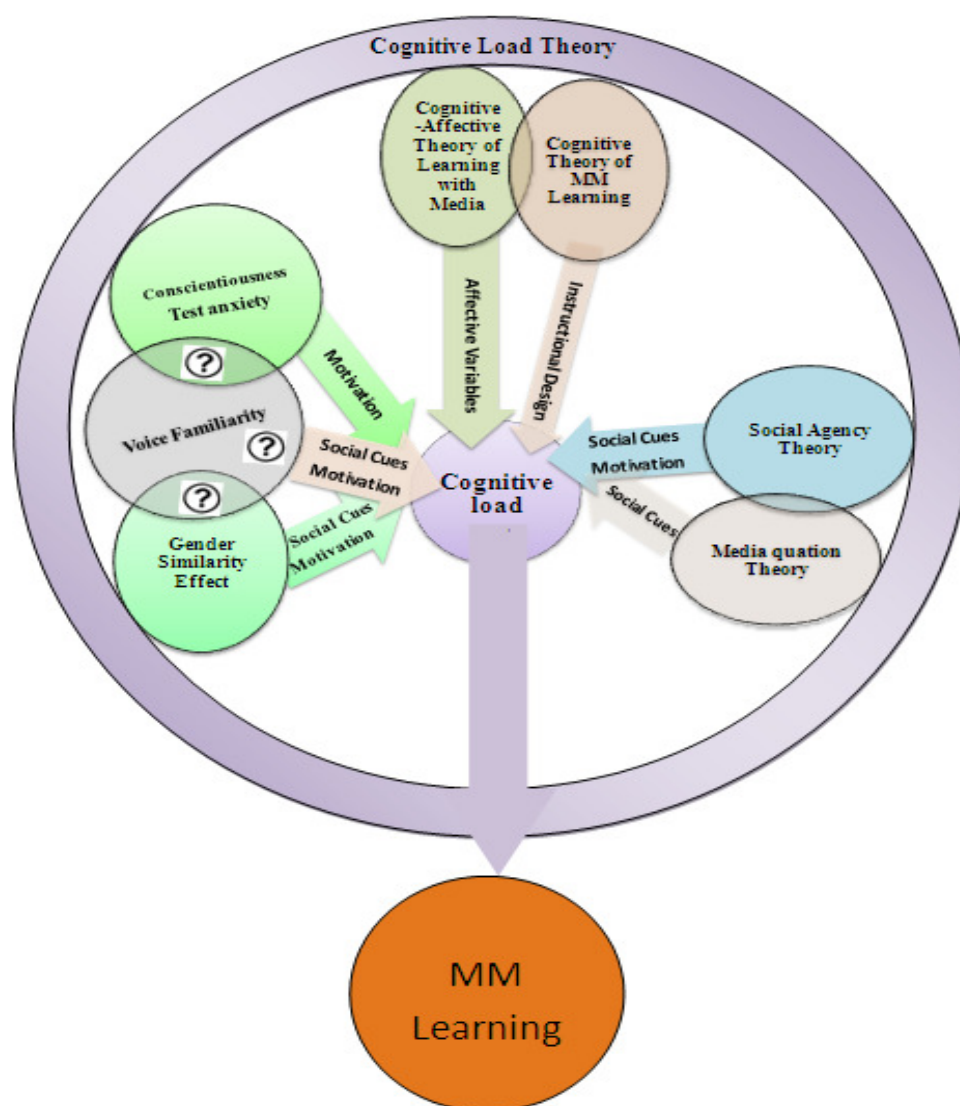 Cognitive Load Theory
Cognitive
-Affective
Theory of
Learning
with
Media
Cognitive
Theory of
MM
Learning
Conscientiousness
Test anxiety
?
Voice Familiarity
?
?
Gender
Similarity
Effect
Motivation
Social Cues
Motivation
Social Cues
Motivation
Affective Variables
Instructional Design
Social Cues
Motivation
Social Cues
Social Agency
Theory
Media quation
Theory
Cognitive
load
MM
Learning